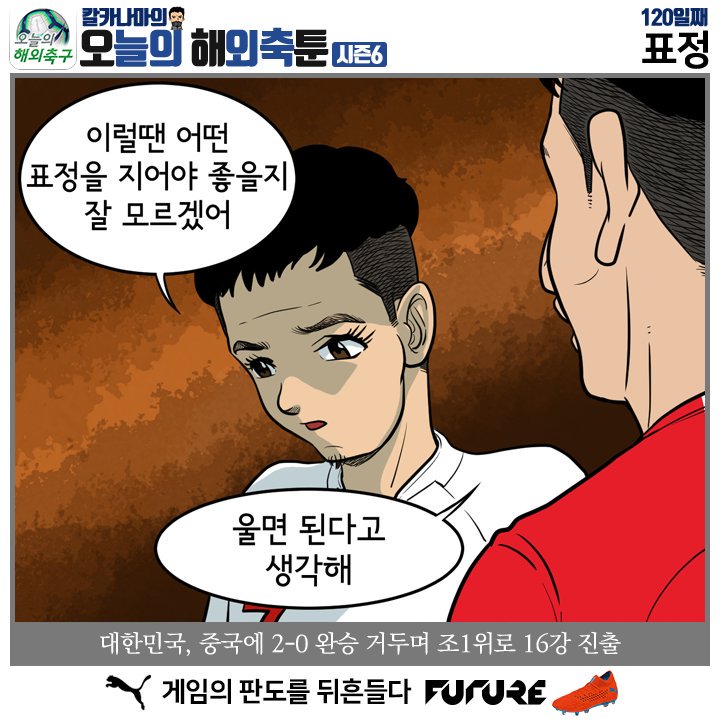 오늘의
해외축구
칼카나마의
오늘의 해외축툰 시즌6
120일째
표정
이럴땐 어떤
표정을 지어야 좋을지
잘 모르겠어
울면 된다고
생각해
대한민국, 중국에 2-0 완승 거두며 조1위로 16강 진출
게임의 판도를 뒤흔들다 FUTURE